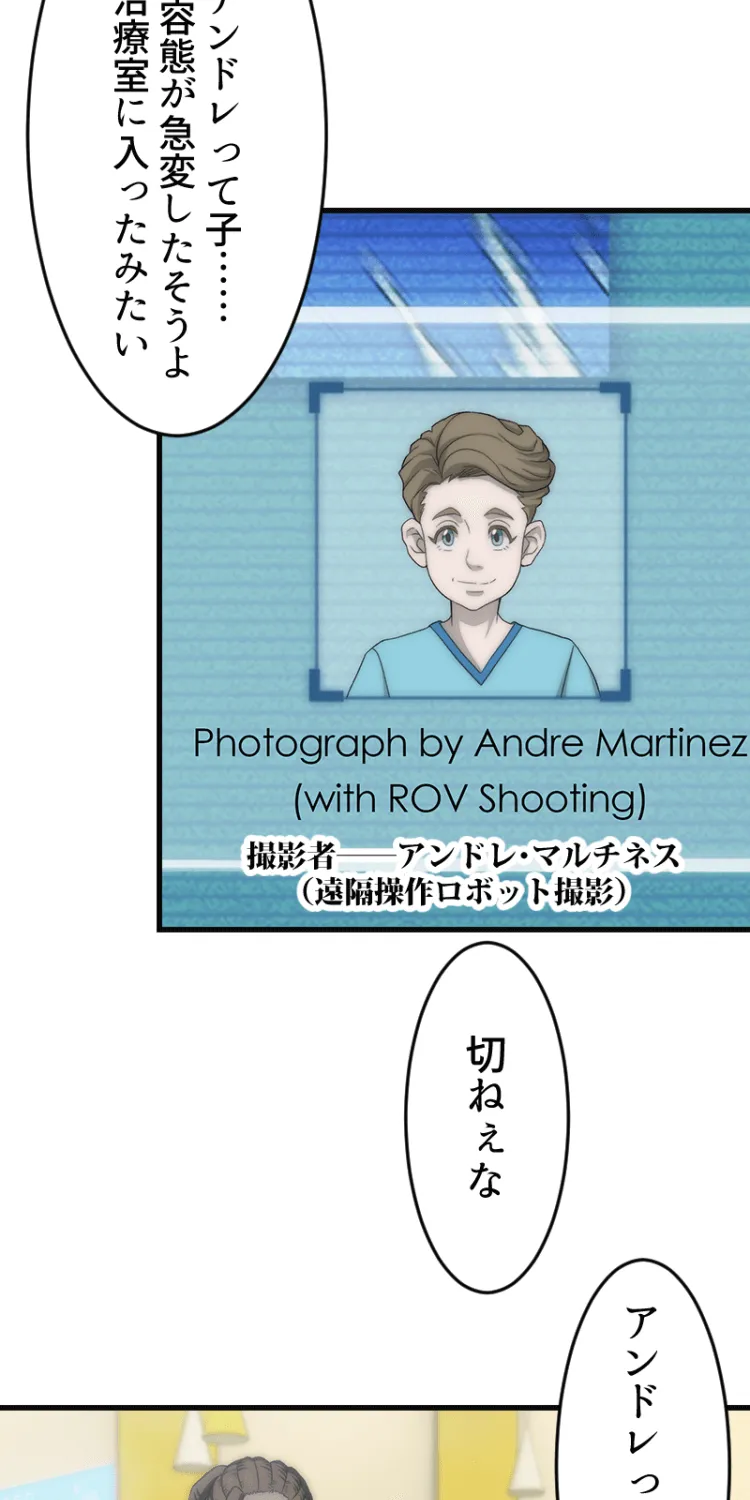 アンドレって子……
容態が急変したそうよ
治療室に入ったみたい
Photograph by Andre Martinez
(with ROV Shooting)
撮影者──アンドレ・マルチネス
（遠隔操作ロボット撮影）
切ねぇな
アンドレっ